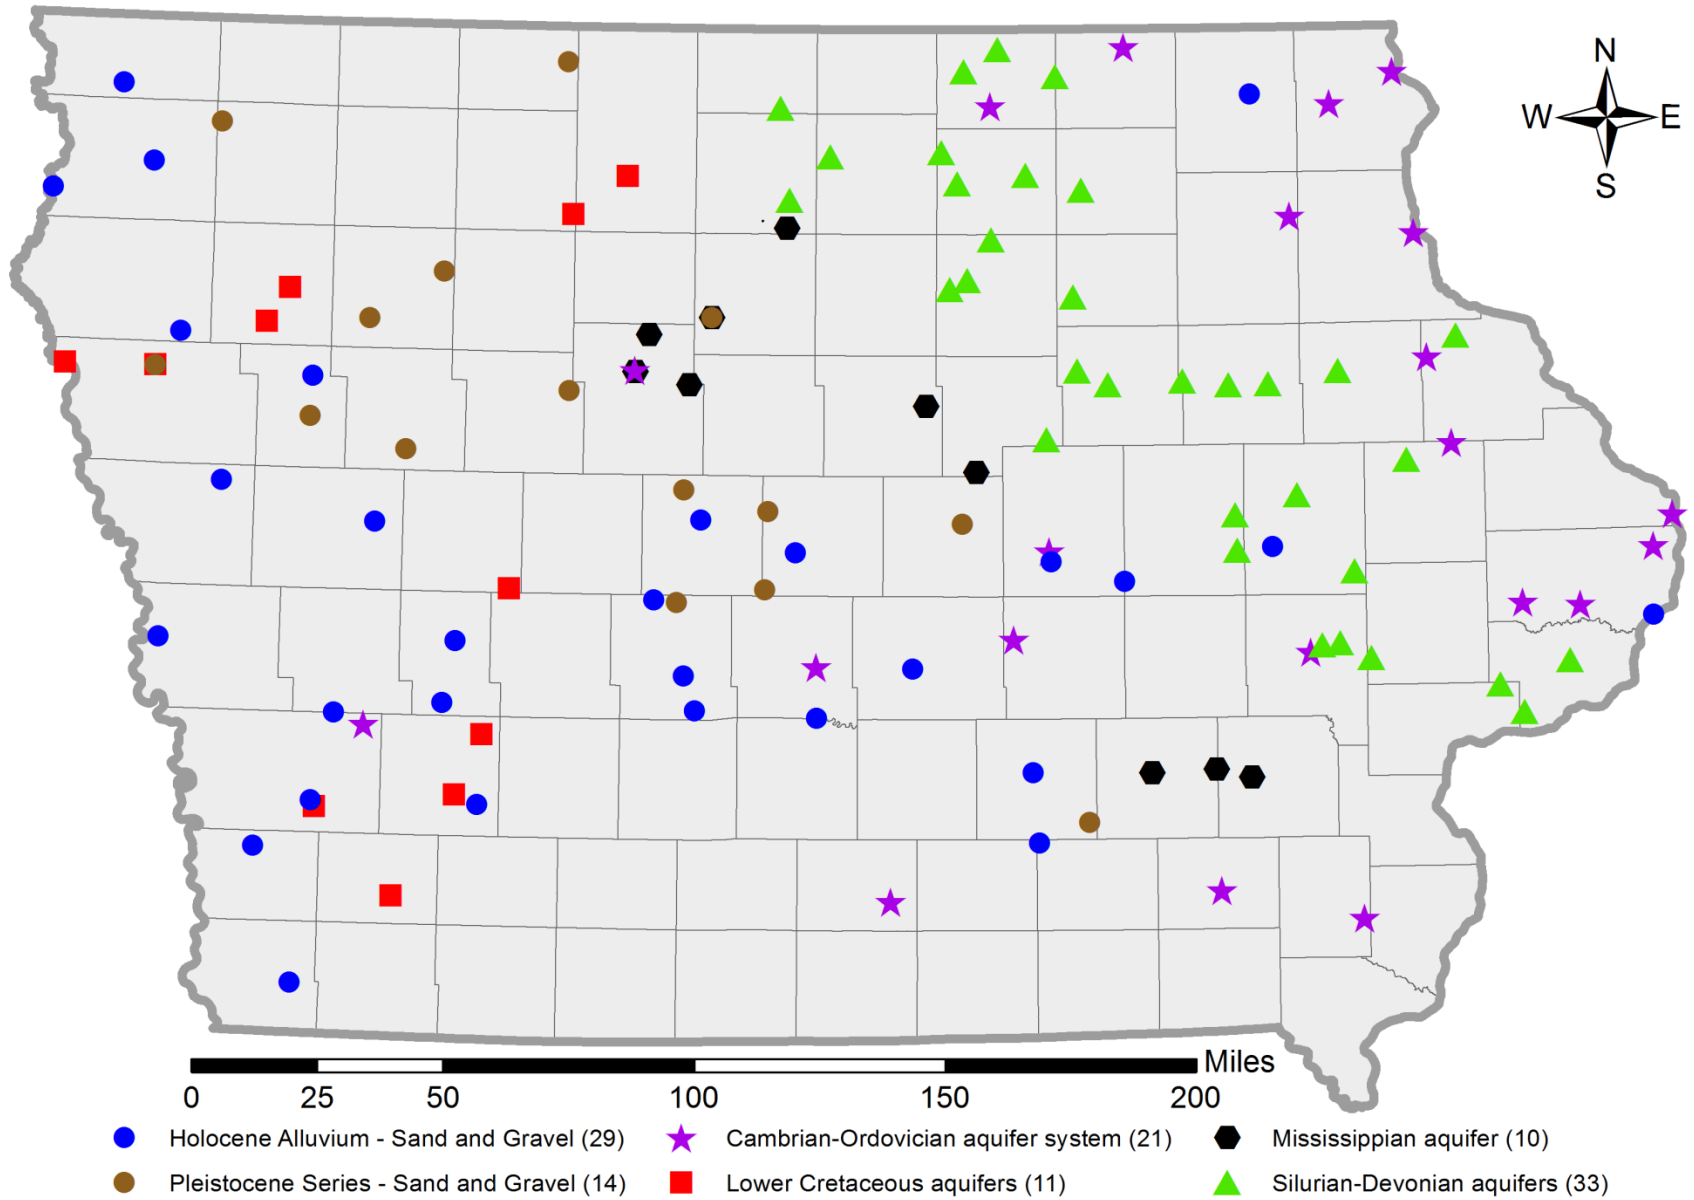 N
W E
S
Miles
0 25 50 100 150 200
Holocene Alluvium - Sand and Gravel (29) Cambrian-Ordovician aquifer system (21) Mississippian aquifer (10)
Pleistocene Series - Sand and Gravel (14) Lower Cretaceous aquifers (11) Silurian-Devonian aquifers (33)